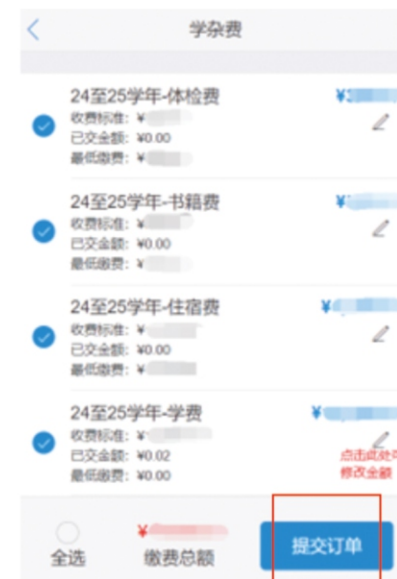 学杂费
24至25学年-体检费
¥
收费标准：¥
已交金额：¥0.00
最低缴费：¥
24至25学年-书籍费
¥
收费标准：¥
已交金额：¥0.00
最低缴费：¥
24至25学年-住宿费
¥
收费标准：¥
已交金额：¥0.00
最低缴费：¥
24至25学年-学费
¥
收费标准：¥
已交金额：¥0.02
点击此处
最低缴费：¥0.00
修改金额
¥
全选
缴费总额
提交订单